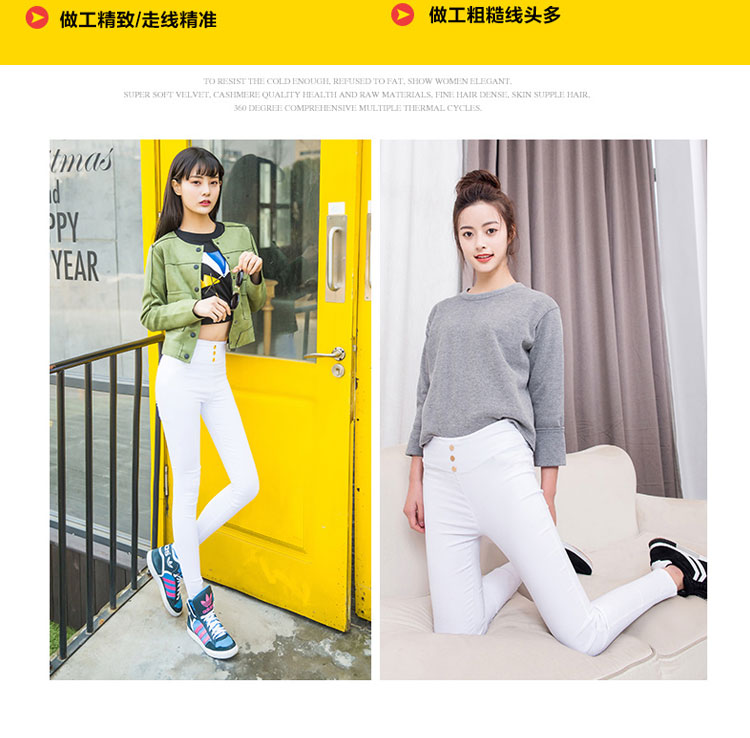 做工精致/走线精准
做工粗糙线头多
TO RESIST THE COLD ENOUGH, REFUSED TO FAT, SHOW WOMEN ELEGANT,
SUPER SOFT VELVET, CASHMERE QUALITY HEALTH AND RAW MATERIALS, FINE HAIR DENSE, SKIN SUPPLE HAIR,
360 DEGREE COMPREHENSIVE MULTIPLE THERMAL CYCLES.
tmas
nd
PPY
YEAR